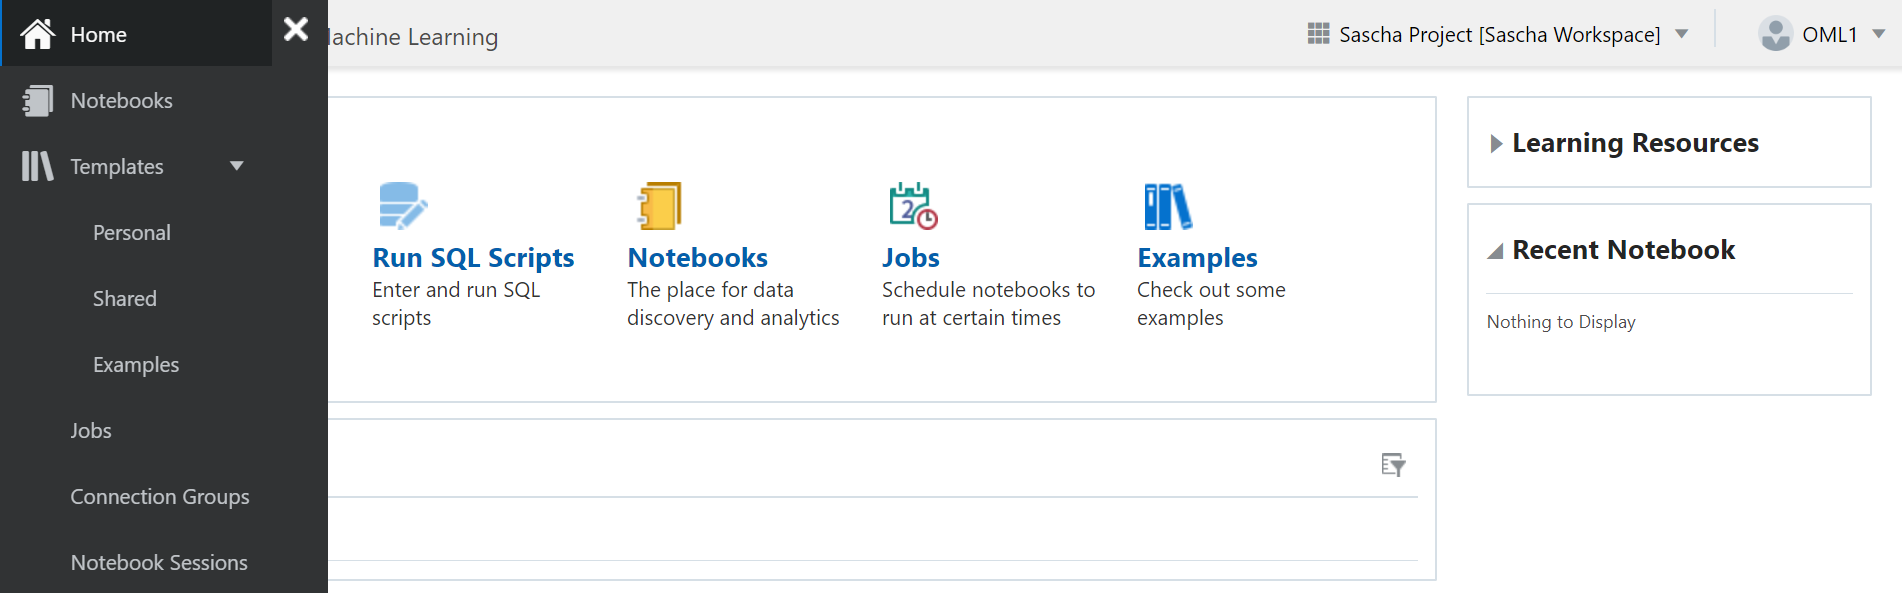 Home
Notebooks
Templates
Personal
Shared
Examples
Jobs
Connection Groups
Notebook Sessions
Machine Learning
Sascha Project [Sascha Workspace]
OML1
Run SQL Scripts
Enter and run SQL
scripts
Notebooks
The place for data
discovery and analytics
2
Jobs
Schedule notebooks to
run at certain times
Examples
Check out some
examples
Learning Resources
Recent Notebook
Nothing to Display